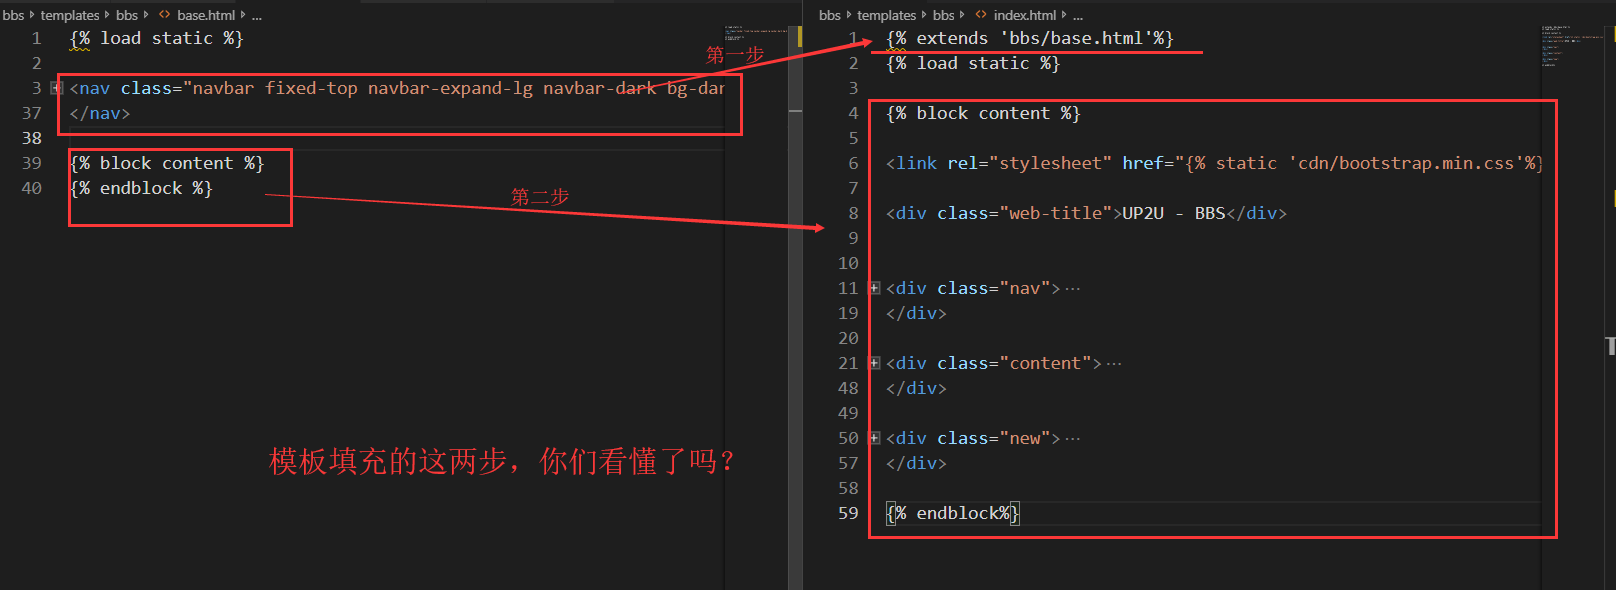 bbs › templates › bbs › <> base.html › ...
1 {% load static %}
2
3 <nav class="navbar fixed-top navbar-expand-lg navbar-dark bg-dar
37 </nav>
38
39 {% block content %}
40 {% endblock %}
第一步
第二步
模板填充的这两步，你们看懂了吗？
bbs › templates › bbs › <> index.html › ...
1 {% extends 'bbs/base.html'%}
2 {% load static %}
3
4 {% block content %}
5
6 <link rel="stylesheet" href="{% static 'cdn/bootstrap.min.css'%}
7
8 <div class="web-title">UP2U - BBS</div>
9
10
11 <div class="nav">···
19 </div>
20
21 <div class="content">···
48 </div>
49
50 <div class="new">···
57 </div>
58
59 {% endblock%}